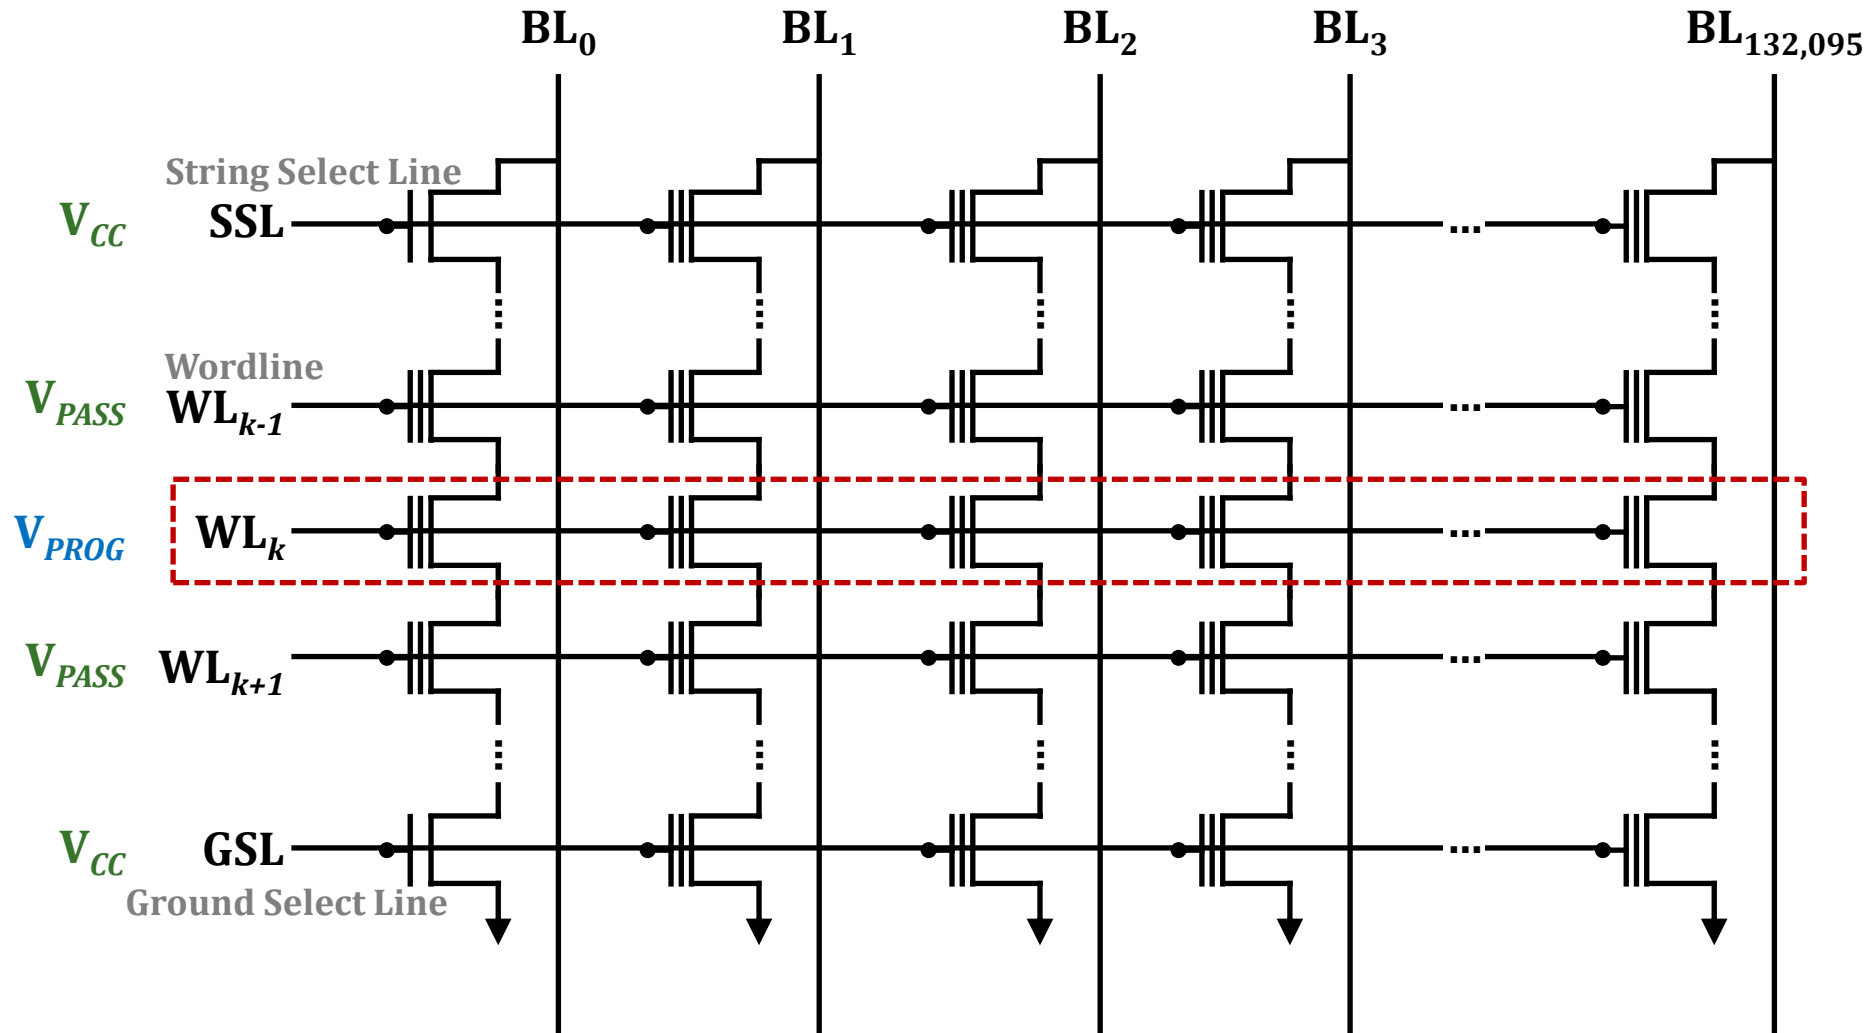 BL0 BL1 BL2 BL3 BL132,095
String Select Line
VCC SSL ...
Wordline
VPASS WLk-1 ...
VPROG WLk ...
VPASS WLk+1 ...
VCC GSL ...
Ground Select Line